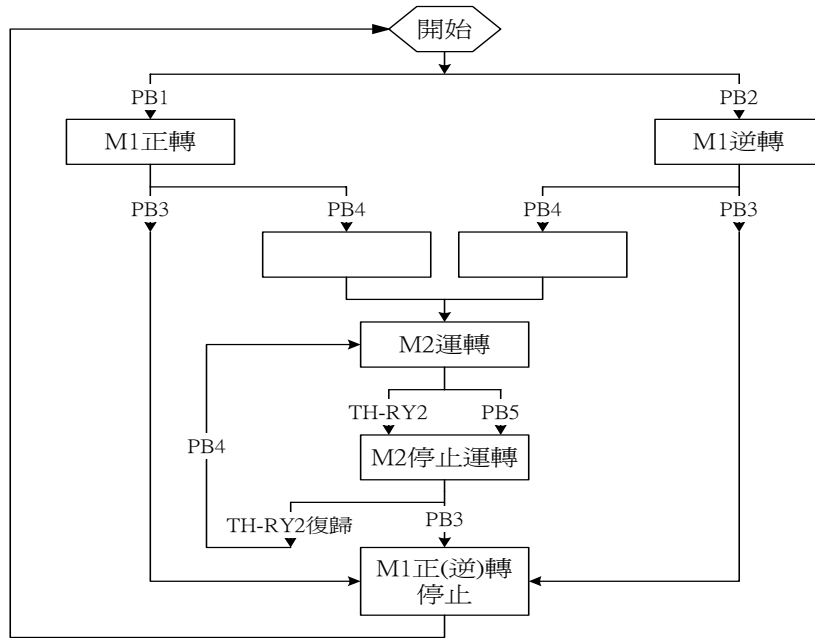 開始
PB1
PB2
M1正轉
M1逆轉
PB3
PB4
PB4
PB3
M2運轉
TH-RY2
PB5
PB4
M2停止運轉
TH-RY2復歸
PB3
M1正(逆)轉
停止